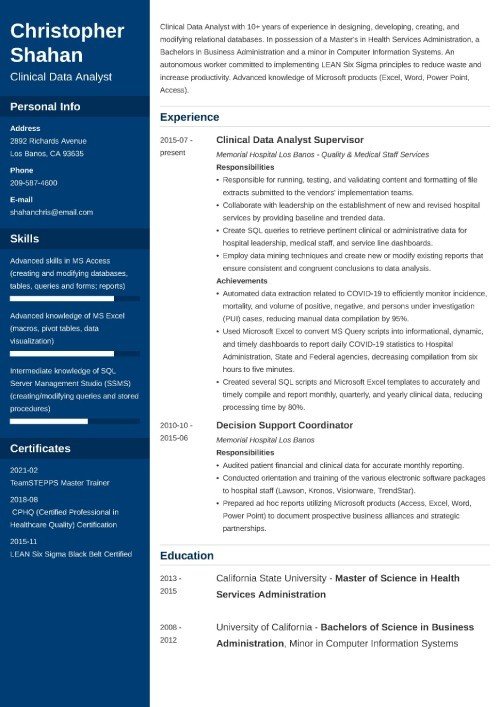 Christopher
Shahan
Clinical Data Analyst
Personal Info
Address
2892 Richards Avenue
Los Banos, CA 93635
Phone
209-587-4600
E-mail
shahanchris@email.com
Skills
Advanced skills in MS Access
(creating and modifying databases,
tables, queries and forms; reports)
Advanced knowledge of MS Excel
(macros, pivot tables, data
visualization)
Intermediate knowledge of SQL
Server Management Studio (SSMS)
(creating/modifying queries and stored
procedures)
Certificates
2021-02
TeamSTEPPS Master Trainer
2018-08
CPHQ (Certified Professional in
Healthcare Quality) Certification
2015-11
LEAN Six Sigma Black Belt Certified
Clinical Data Analyst with 10+ years of experience in designing, developing, creating, and
modifying relational databases. In possession of a Master's in Health Services Administration, a
Bachelors in Business Administration and a minor in Computer Information Systems. An
autonomous worker committed to implementing LEAN Six Sigma principles to reduce waste and
increase productivity. Advanced knowledge of Microsoft products (Excel, Word, Power Point,
Access).
Experience
2015-07 -
present
Clinical Data Analyst Supervisor
Memorial Hospital Los Banos - Quality & Medical Staff Services
Responsibilities
• Responsible for running, testing, and validating content and formatting of file
extracts submitted to the vendors' implementation teams.
• Collaborate with leadership on the establishment of new and revised hospital
services by providing baseline and trended data.
• Create SQL queries to retrieve pertinent clinical or administrative data for
hospital leadership, medical staff, and service line dashboards.
• Employ data mining techniques and create new or modify existing reports that
ensure consistent and congruent conclusions to data analysis.
Achievements
• Automated data extraction related to COVID-19 to efficiently monitor incidence,
mortality, and volume of positive, negative, and persons under investigation
(PUI) cases, reducing manual data compilation by 95%.
• Used Microsoft Excel to convert MS Query scripts into informational, dynamic,
and timely dashboards to report daily COVID-19 statistics to Hospital
Administration, State and Federal agencies, decreasing compilation from six
hours to five minutes.
• Created several SQL scripts and Microsoft Excel templates to accurately and
timely compile and report monthly, quarterly, and yearly clinical data, reducing
processing time by 80%.
2010-10 -
2015-06
Decision Support Coordinator
Memorial Hospital Los Banos
Responsibilities
• Audited patient financial and clinical data for accurate monthly reporting.
• Conducted orientation and training of the various electronic software packages
to hospital staff (Lawson, Kronos, Visionware, TrendStar).
• Prepared ad hoc reports utilizing Microsoft products (Access, Excel, Word,
Power Point) to document prospective business alliances and strategic
partnerships.
Education
2013 -
2015
California State University - Master of Science in Health
Services Administration
2008 -
2012
University of California - Bachelors of Science in Business
Administration, Minor in Computer Information Systems